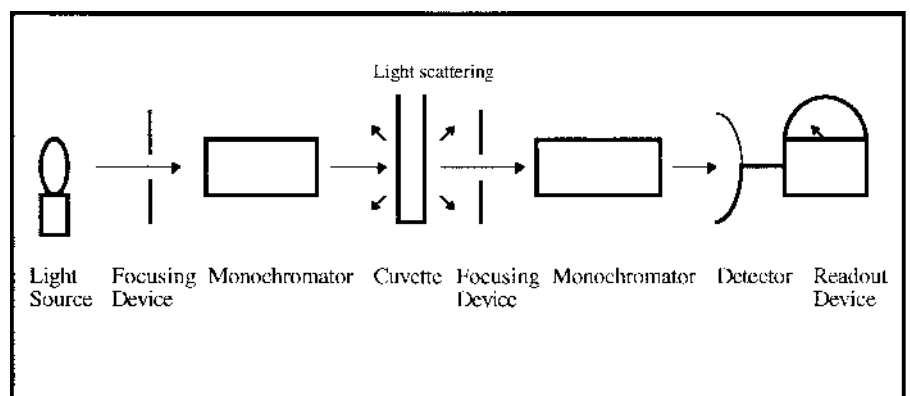 Light scattering
Light Focusing Monochromator Cuvette Focusing Monochromator Detector Readout
Source Device Device Device